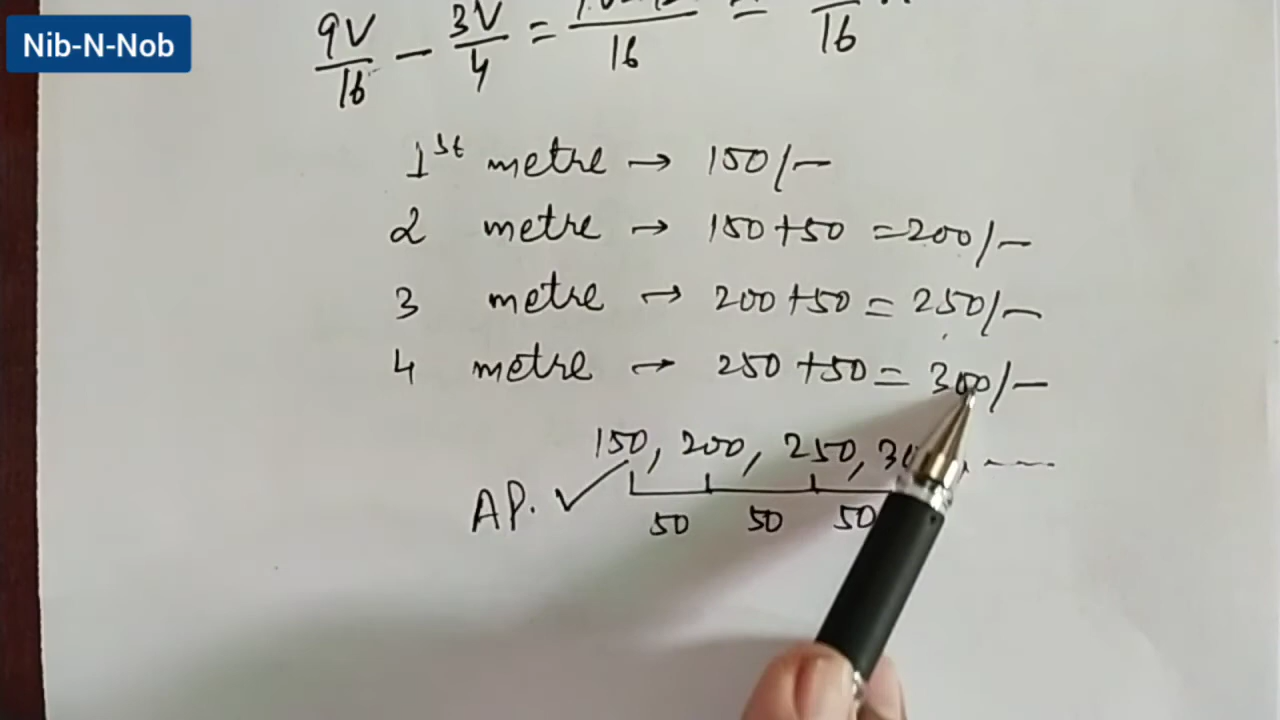 Nib-N-Nob
9V/16 - 3V/4 = /16 = /16
1st metre → 150/-
2 metre → 150+50 =200/-
3 metre → 200+50 = 250/-
4 metre → 250+50 = 300/-
150, 200, 250, 30 , ----
AP. ✓
50 50 50